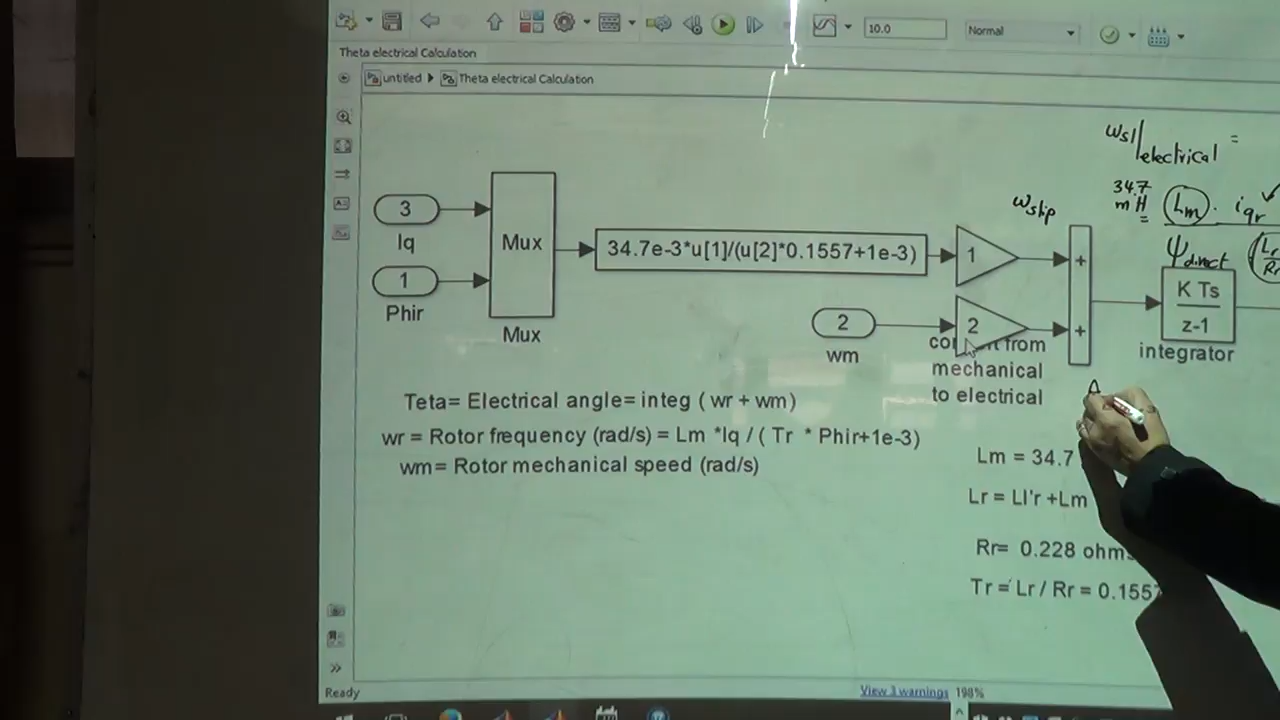 10.0
Normal
Theta electrical Calculation
untitled
Theta electrical Calculation
ωsl electrical =
34.7 mH
Lm . iqr
ψdirect
Lr
Rr
ωslip
3
Iq
1
Phir
Mux
Mux
34.7e-3*u[1]/(u[2]*0.1557+1e-3)
1
2
wm
2
from
mechanical
to electrical
+
+
K Ts
z-1
integrator
Teta= Electrical angle= integ ( wr + wm)
wr = Rotor frequency (rad/s) = Lm *Iq / ( Tr * Phir+1e-3)
wm= Rotor mechanical speed (rad/s)
Lm = 34.7
Lr = Ll'r +Lm
Rr= 0.228 ohms
Tr = Lr / Rr = 0.1557
Ready
View 3 warnings
198%